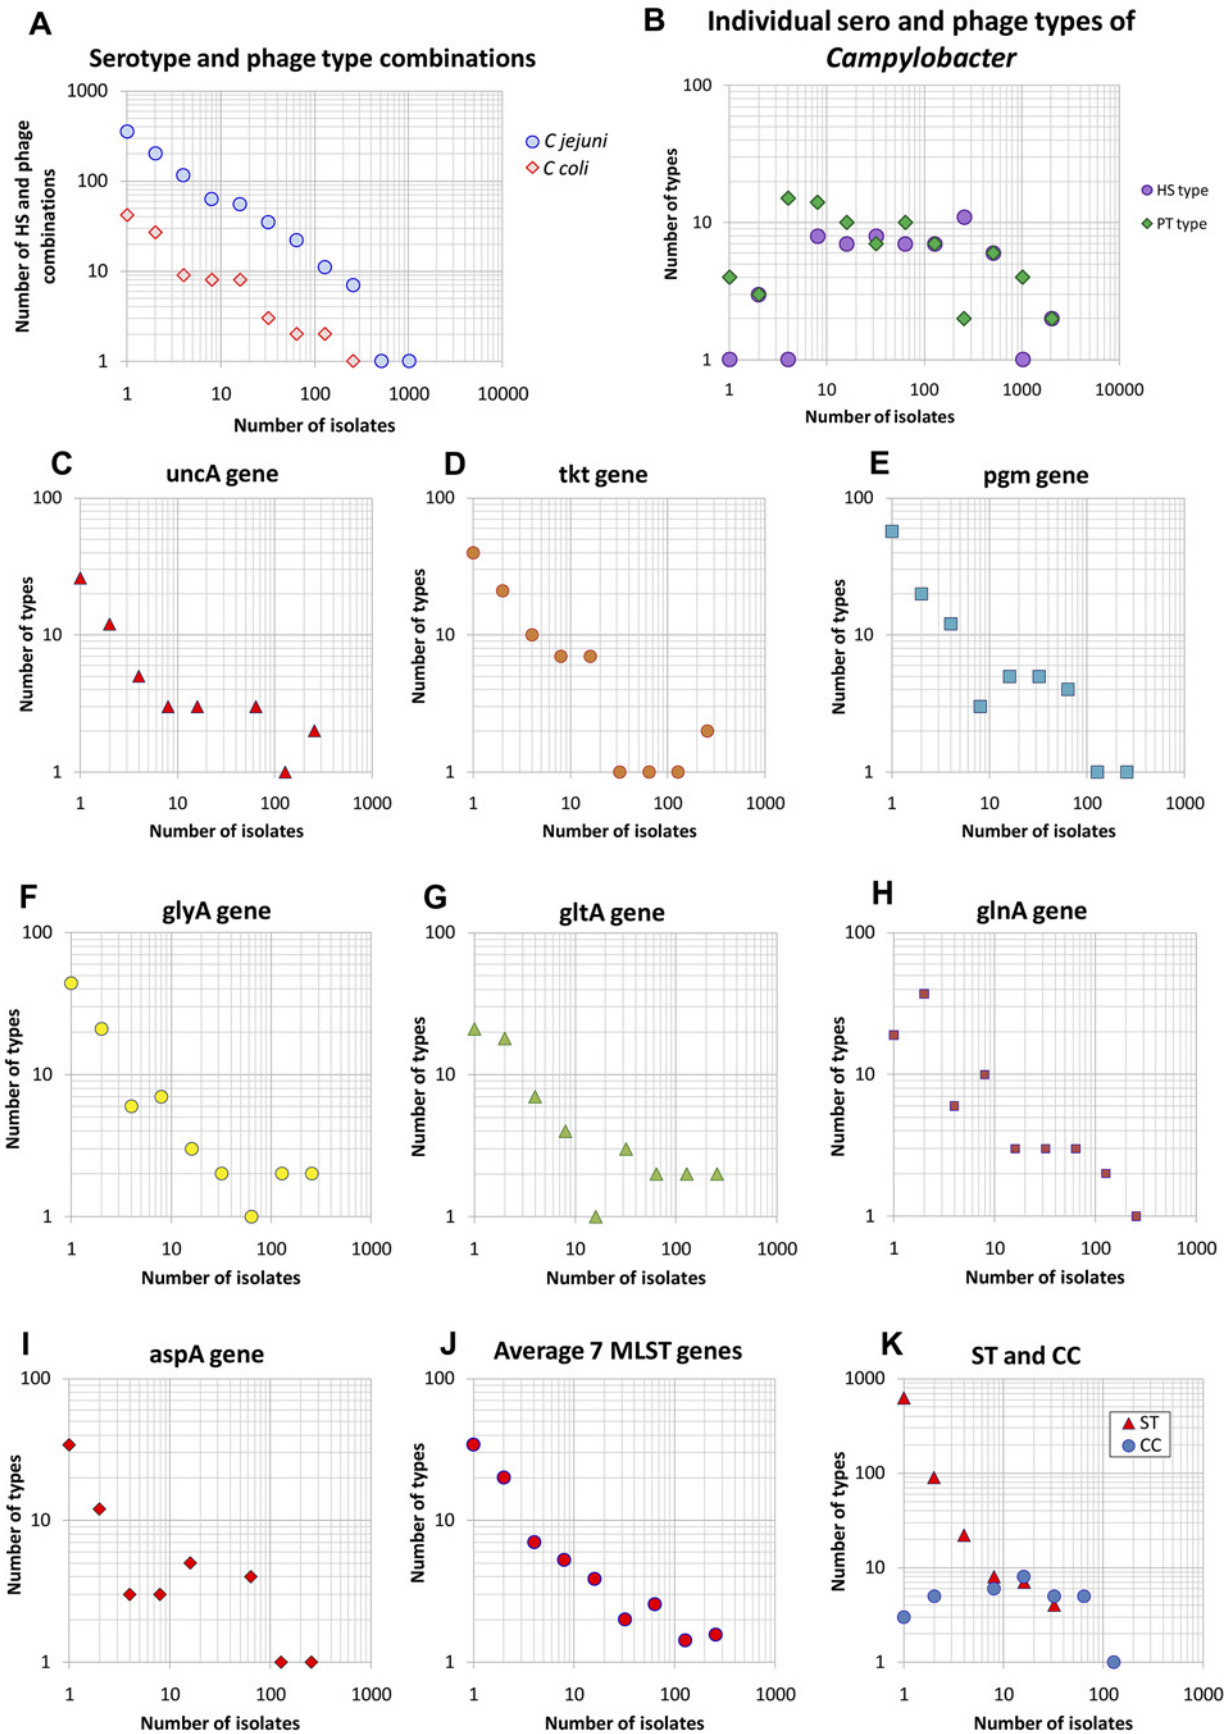 A
Serotype and phage type combinations
1000
100
10
1
1 10 100 1000 10000
Number of HS and phage
combinations
Number of isolates
C jejuni
C coli
B
Individual sero and phage types of
Campylobacter
100
10
1
1 10 100 1000 10000
Number of types
Number of isolates
HS type
PT type
C
uncA gene
100
10
1
1 10 100 1000
Number of types
Number of isolates
D
tkt gene
100
10
1
1 10 100 1000
Number of types
Number of isolates
E
pgm gene
100
10
1
1 10 100 1000
Number of types
Number of isolates
F
glyA gene
100
10
1
1 10 100 1000
Number of types
Number of isolates
G
gltA gene
100
10
1
1 10 100 1000
Number of types
Number of isolates
H
glnA gene
100
10
1
1 10 100 1000
Number of types
Number of isolates
I
aspA gene
100
10
1
1 10 100 1000
Number of types
Number of isolates
J
Average 7 MLST genes
100
10
1
1 10 100 1000
Number of types
Number of isolates
K
ST and CC
1000
100
10
1
1 10 100 1000
Number of types
Number of isolates
ST
CC